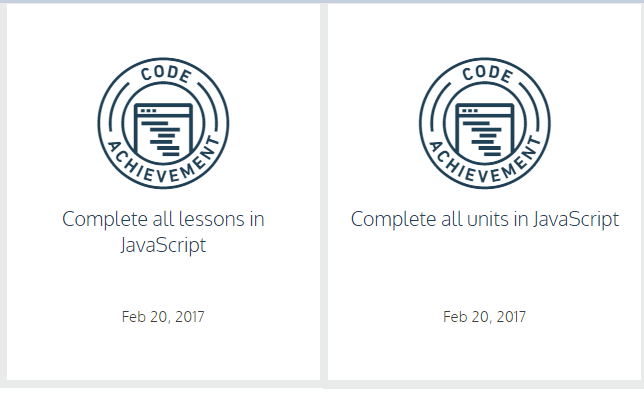 CODE
ACHIEVEMENT
Complete all lessons in
JavaScript
Feb 20, 2017
CODE
ACHIEVEMENT
Complete all units in JavaScript
Feb 20, 2017